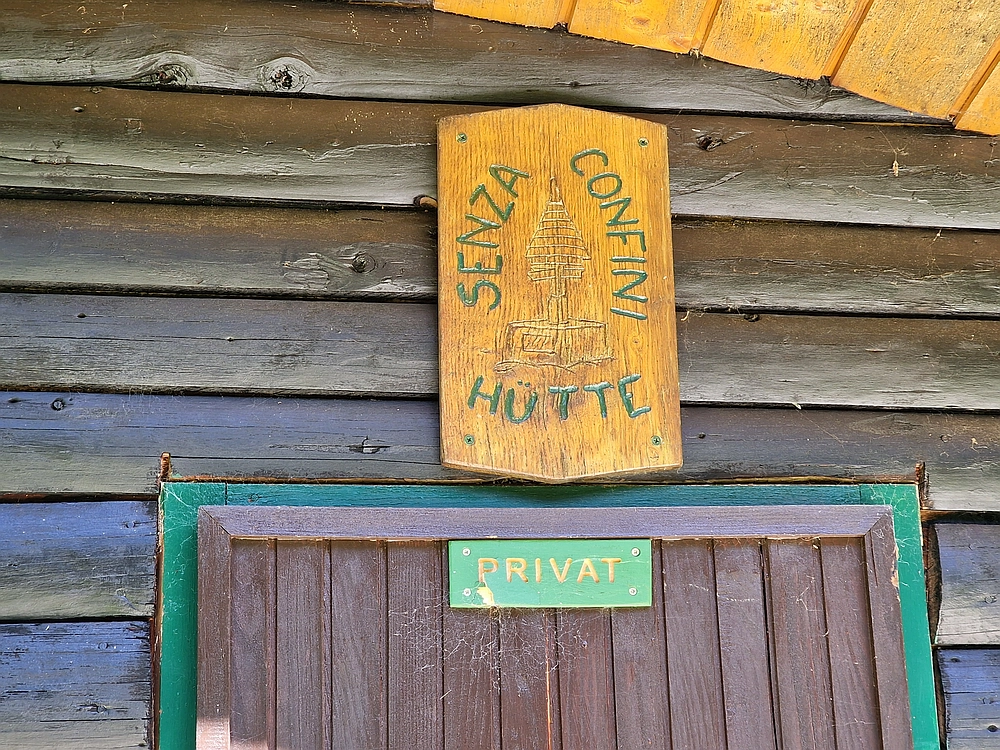 SENZA
CONFINI
HÜTTE
PRIVAT